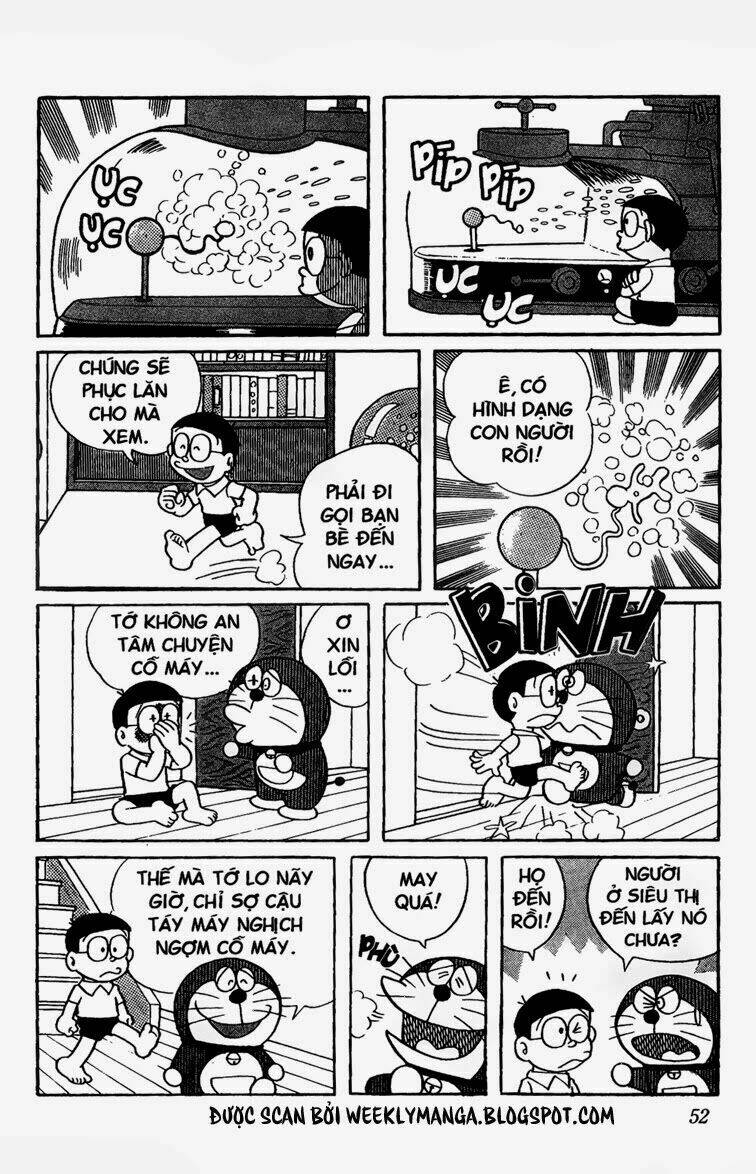 PÍP PÍP
ỤC
ỤC
ỤC
ỤC
Ê, CÓ
HÌNH DẠNG
CON NGƯỜI
RỒI!
PHẢI ĐI
GỌI BẠN
BÈ ĐẾN
NGAY...
CHÚNG SẼ
PHỤC LĂN
CHO MÀ
XEM.
BiNH
Ơ
XIN
LỖI
...
TỚ KHÔNG AN
TÂM CHUYỆN
CỖ MÁY...
NGƯỜI
Ở SIÊU THỊ
ĐẾN LẤY NÓ
CHƯA?
HỌ
ĐẾN
RỒI!
MAY
QUÁ!
PHÙ
THẾ MÀ TỚ LO NÃY
GIỜ, CHỈ SỢ CẬU
TÁY MÁY NGHỊCH
NGỢM CỖ MÁY.
ĐƯỢC SCAN BỞI WEEKLYMANGA.BLOGSPOT.COM
52